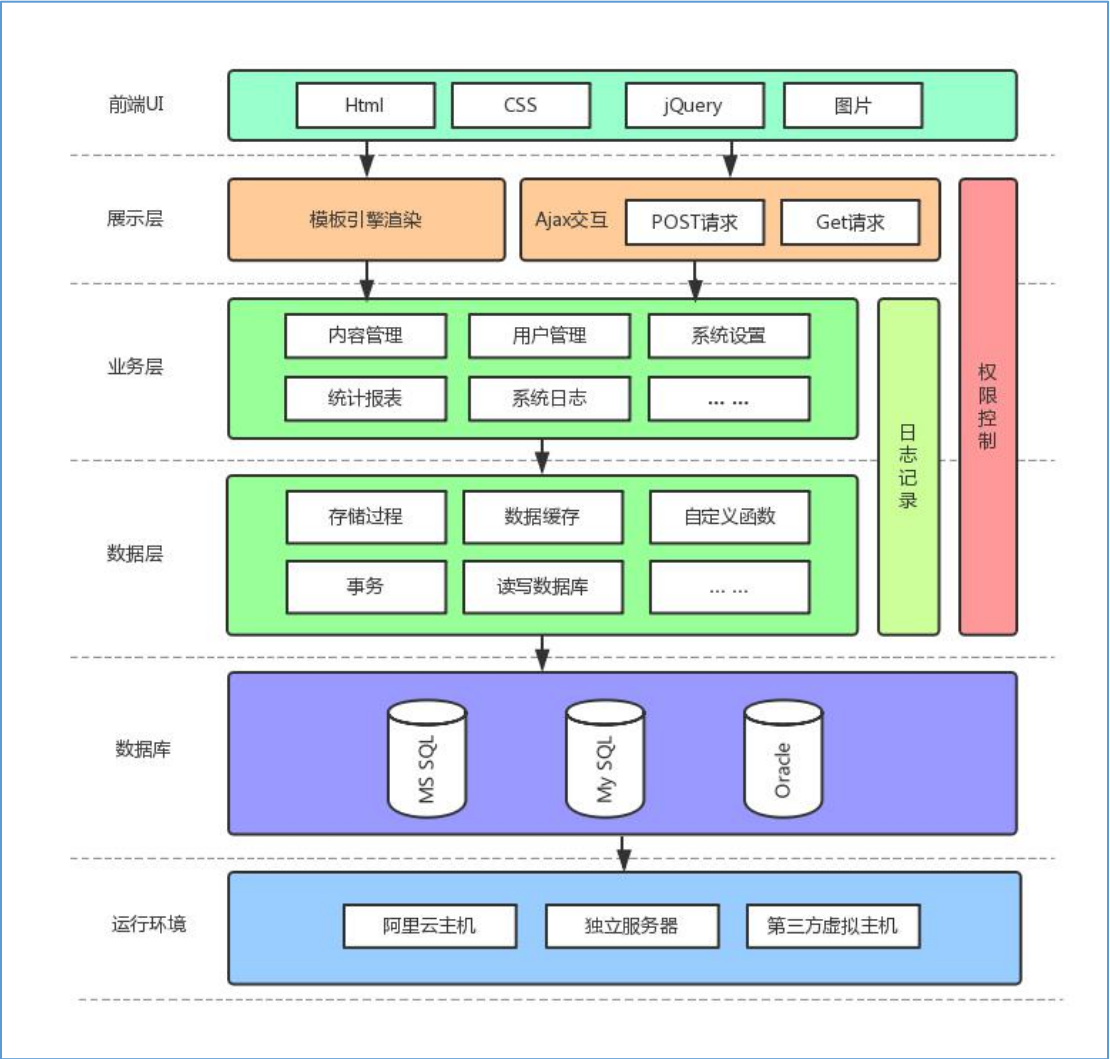 前端UI
Html
CSS
jQuery
图片
展示层
模板引擎渲染
Ajax交互
POST请求
Get请求
业务层
内容管理
用户管理
系统设置
统计报表
系统日志
... ...
数据层
存储过程
数据缓存
自定义函数
事务
读写数据库
... ...
日志记录
权限控制
数据库
MS SQL
My SQL
Oracle
运行环境
阿里云主机
独立服务器
第三方虚拟主机